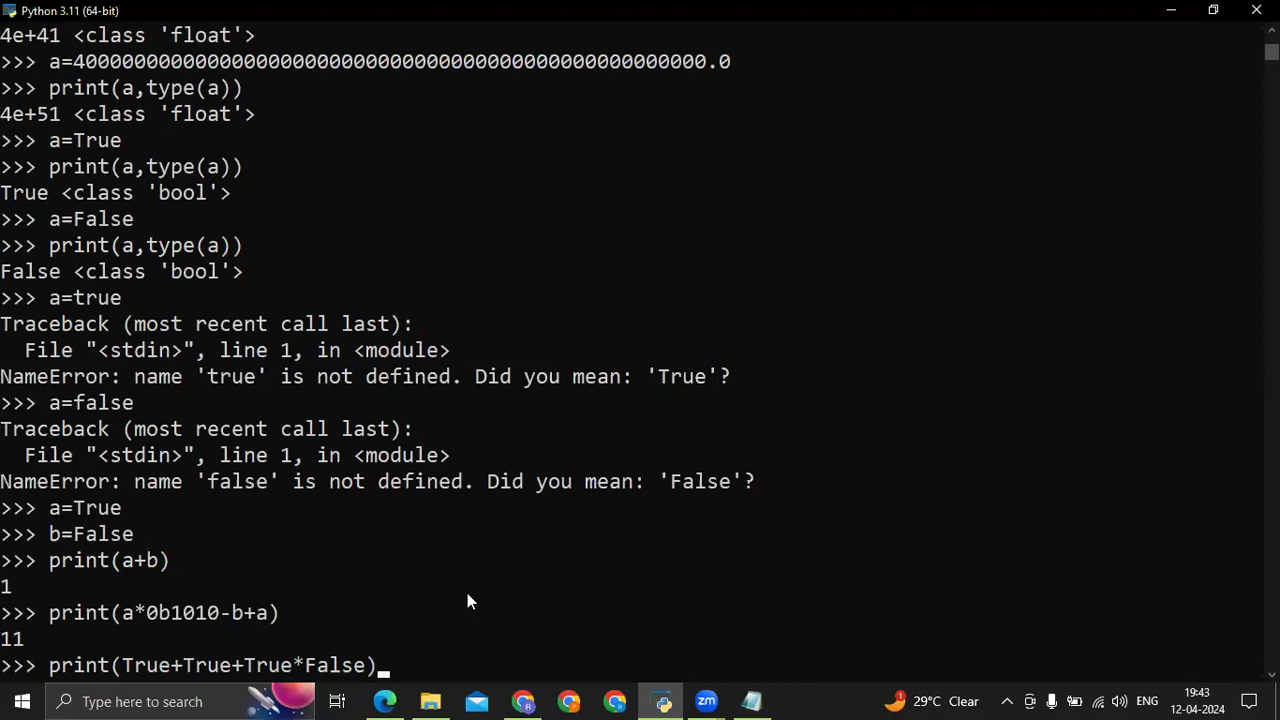 Python 3.11 (64-bit)
4e+41 <class 'float'>
>>> a=4000000000000000000000000000000000000000000000000000.0
>>> print(a,type(a))
4e+51 <class 'float'>
>>> a=True
>>> print(a,type(a))
True <class 'bool'>
>>> a=False
>>> print(a,type(a))
False <class 'bool'>
>>> a=true
Traceback (most recent call last):
  File "<stdin>", line 1, in <module>
NameError: name 'true' is not defined. Did you mean: 'True'?
>>> a=false
Traceback (most recent call last):
  File "<stdin>", line 1, in <module>
NameError: name 'false' is not defined. Did you mean: 'False'?
>>> a=True
>>> b=False
>>> print(a+b)
1
>>> print(a*0b1010-b+a)
11
>>> print(True+True+True*False)
Type here to search
1
29°C Clear
ENG
19:43
12-04-2024